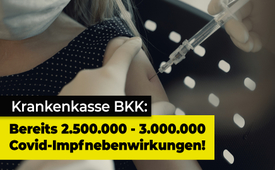 Krankenkasse BKK:
Bereits 2.500.000 - 3.000.000
Covid-Impfnebenwirkungen!